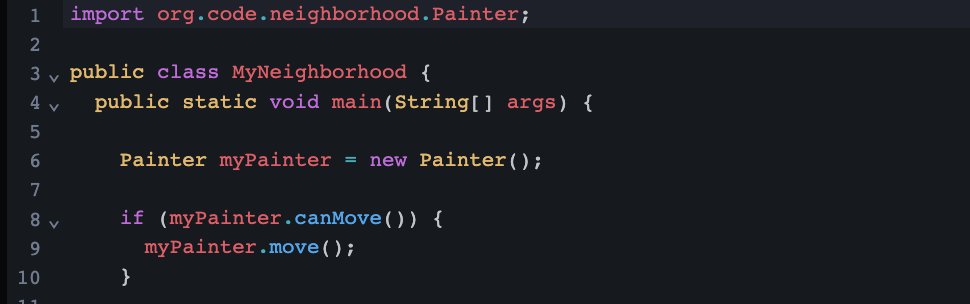 1 import org.code.neighborhood.Painter;
2
3 public class MyNeighborhood {
4 public static void main(String[] args) {
5
6 Painter myPainter = new Painter();
7
8 if (myPainter.canMove()) {
9 myPainter.move();
10 }